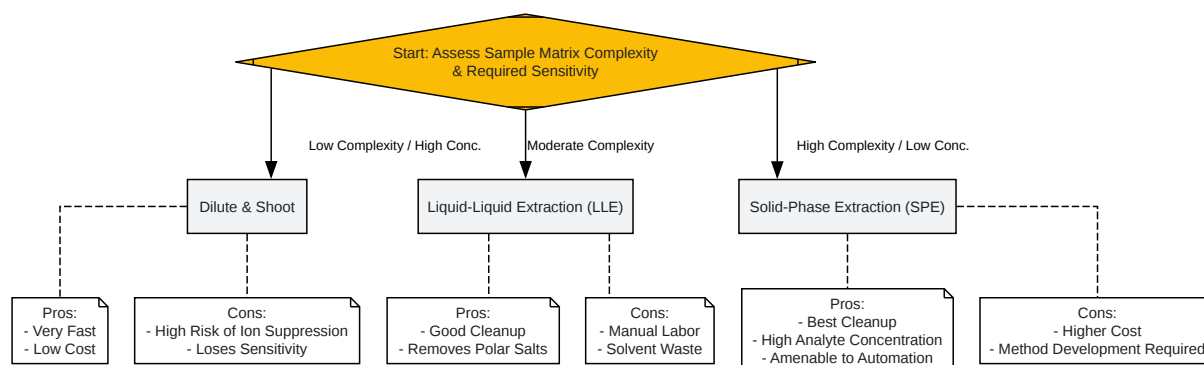 Start: Assess Sample Matrix Complexity
& Required Sensitivity
Low Complexity / High Conc.
Moderate Complexity
High Complexity / Low Conc.
Dilute & Shoot
Liquid-Liquid Extraction (LLE)
Solid-Phase Extraction (SPE)
Pros:
- Very Fast
- Low Cost
Cons:
- High Risk of Ion Suppression
- Loses Sensitivity
Pros:
- Good Cleanup
- Removes Polar Salts
Cons:
- Manual Labor
- Solvent Waste
Pros:
- Best Cleanup
- High Analyte Concentration
- Amenable to Automation
Cons:
- Higher Cost
- Method Development Required